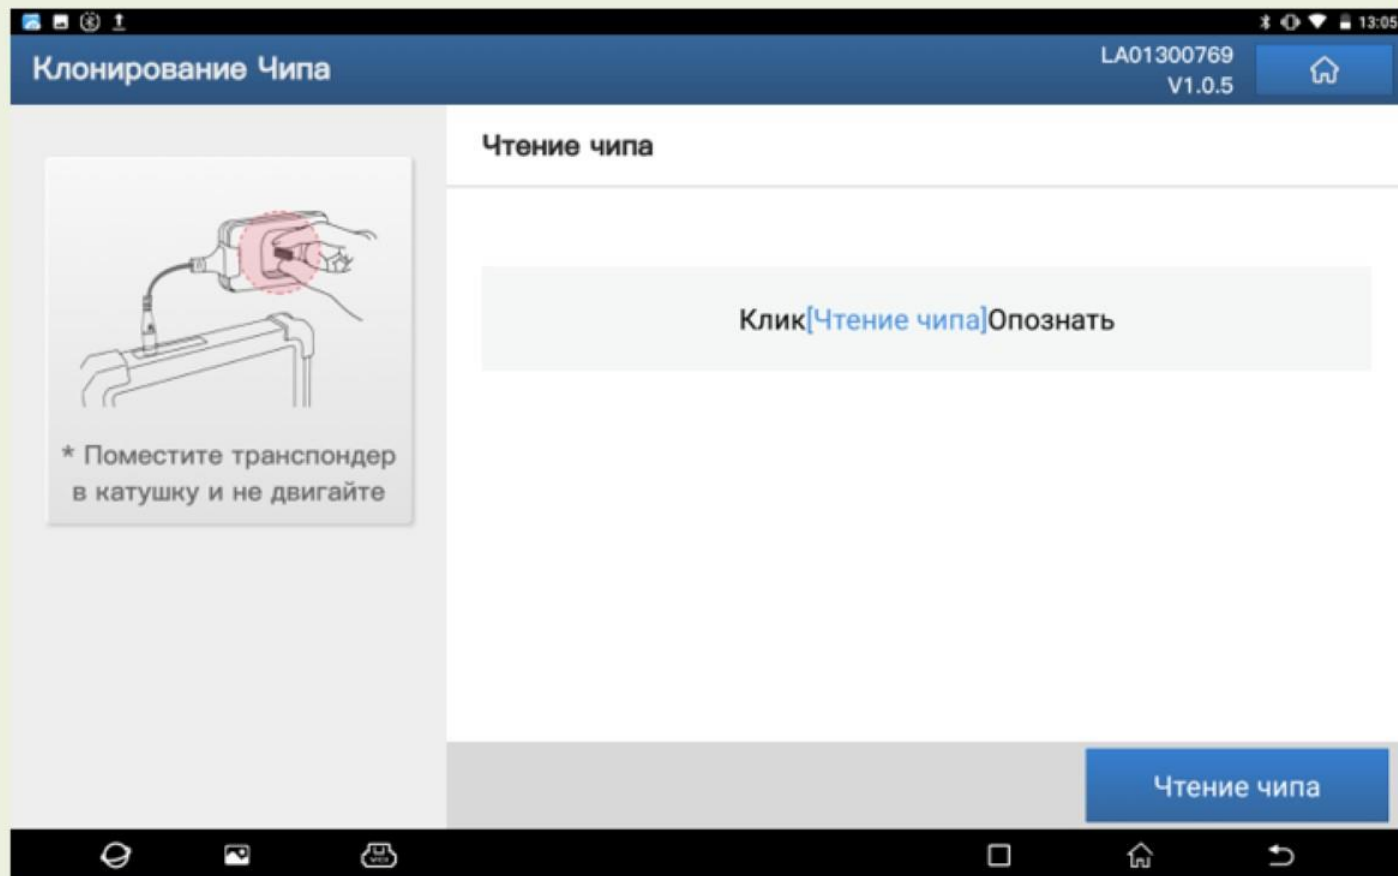 13:05
Клонирование Чипа
LA01300769
V1.0.5
Чтение чипа
Клик[Чтение чипа]Опознать
* Поместите транспондер
в катушку и не двигайте
Чтение чипа
VCI